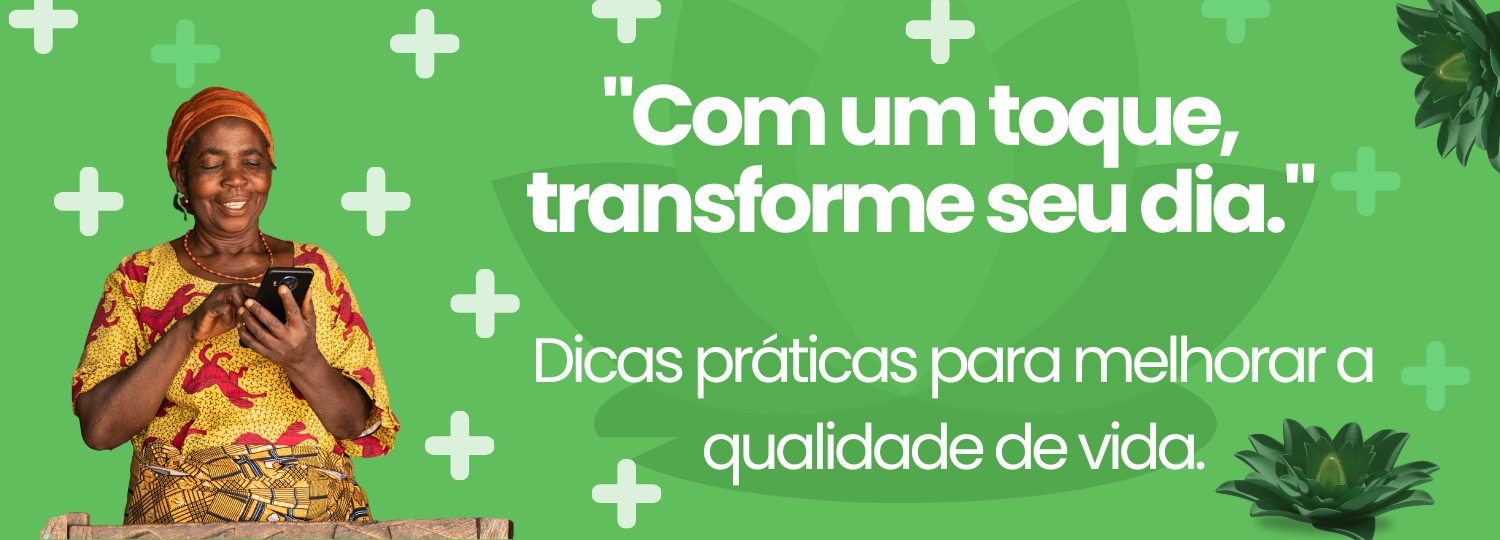 "Com um toque,
transforme seu dia."
Dicas práticas para melhorar a
qualidade de vida.